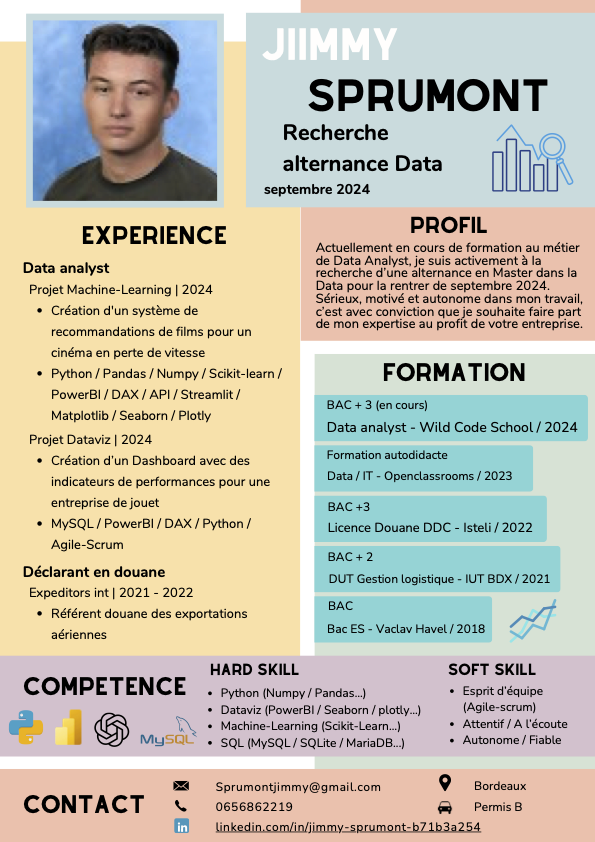 JIIMMY
SPRUMONT
Recherche
alternance Data
septembre 2024
EXPERIENCE
Data analyst
Projet Machine-Learning | 2024
• Création d'un système de
recommandations de films pour un
cinéma en perte de vitesse
• Python / Pandas / Numpy / Scikit-learn /
PowerBI / DAX / API / Streamlit /
Matplotlib / Seaborn / Plotly
Projet Dataviz | 2024
• Création d'un Dashboard avec des
indicateurs de performances pour une
entreprise de jouet
• MySQL / PowerBI / DAX / Python /
Agile-Scrum
Déclarant en douane
Expeditors int | 2021 - 2022
• Référent douane des exportations
aériennes
PROFIL
Actuellement en cours de formation au métier
de Data Analyst, je suis activement à la
recherche d'une alternance en Master dans la
Data pour la rentrer de septembre 2024.
Sérieux, motivé et autonome dans mon travail,
c'est avec conviction que je souhaite faire part
de mon expertise au profit de votre entreprise.
FORMATION
BAC + 3 (en cours)
Data analyst - Wild Code School / 2024
Formation autodidacte
Data / IT - Openclassrooms / 2023
BAC +3
Licence Douane DDC - Isteli / 2022
BAC + 2
DUT Gestion logistique - IUT BDX / 2021
BAC
Bac ES - Vaclav Havel / 2018
COMPETENCE
MySQL
HARD SKILL
• Python (Numpy / Pandas...)
• Dataviz (PowerBI / Seaborn / plotly...)
• Machine-Learning (Scikit-Learn...)
• SQL (MySQL / SQLite / MariaDB...)
SOFT SKILL
• Esprit d'équipe
(Agile-scrum)
• Attentif / A l'écoute
• Autonome / Fiable
CONTACT
Sprumontjimmy@gmail.com
0656862219
in
linkedin.com/in/jimmy-sprumont-b71b3a254
Bordeaux
Permis B